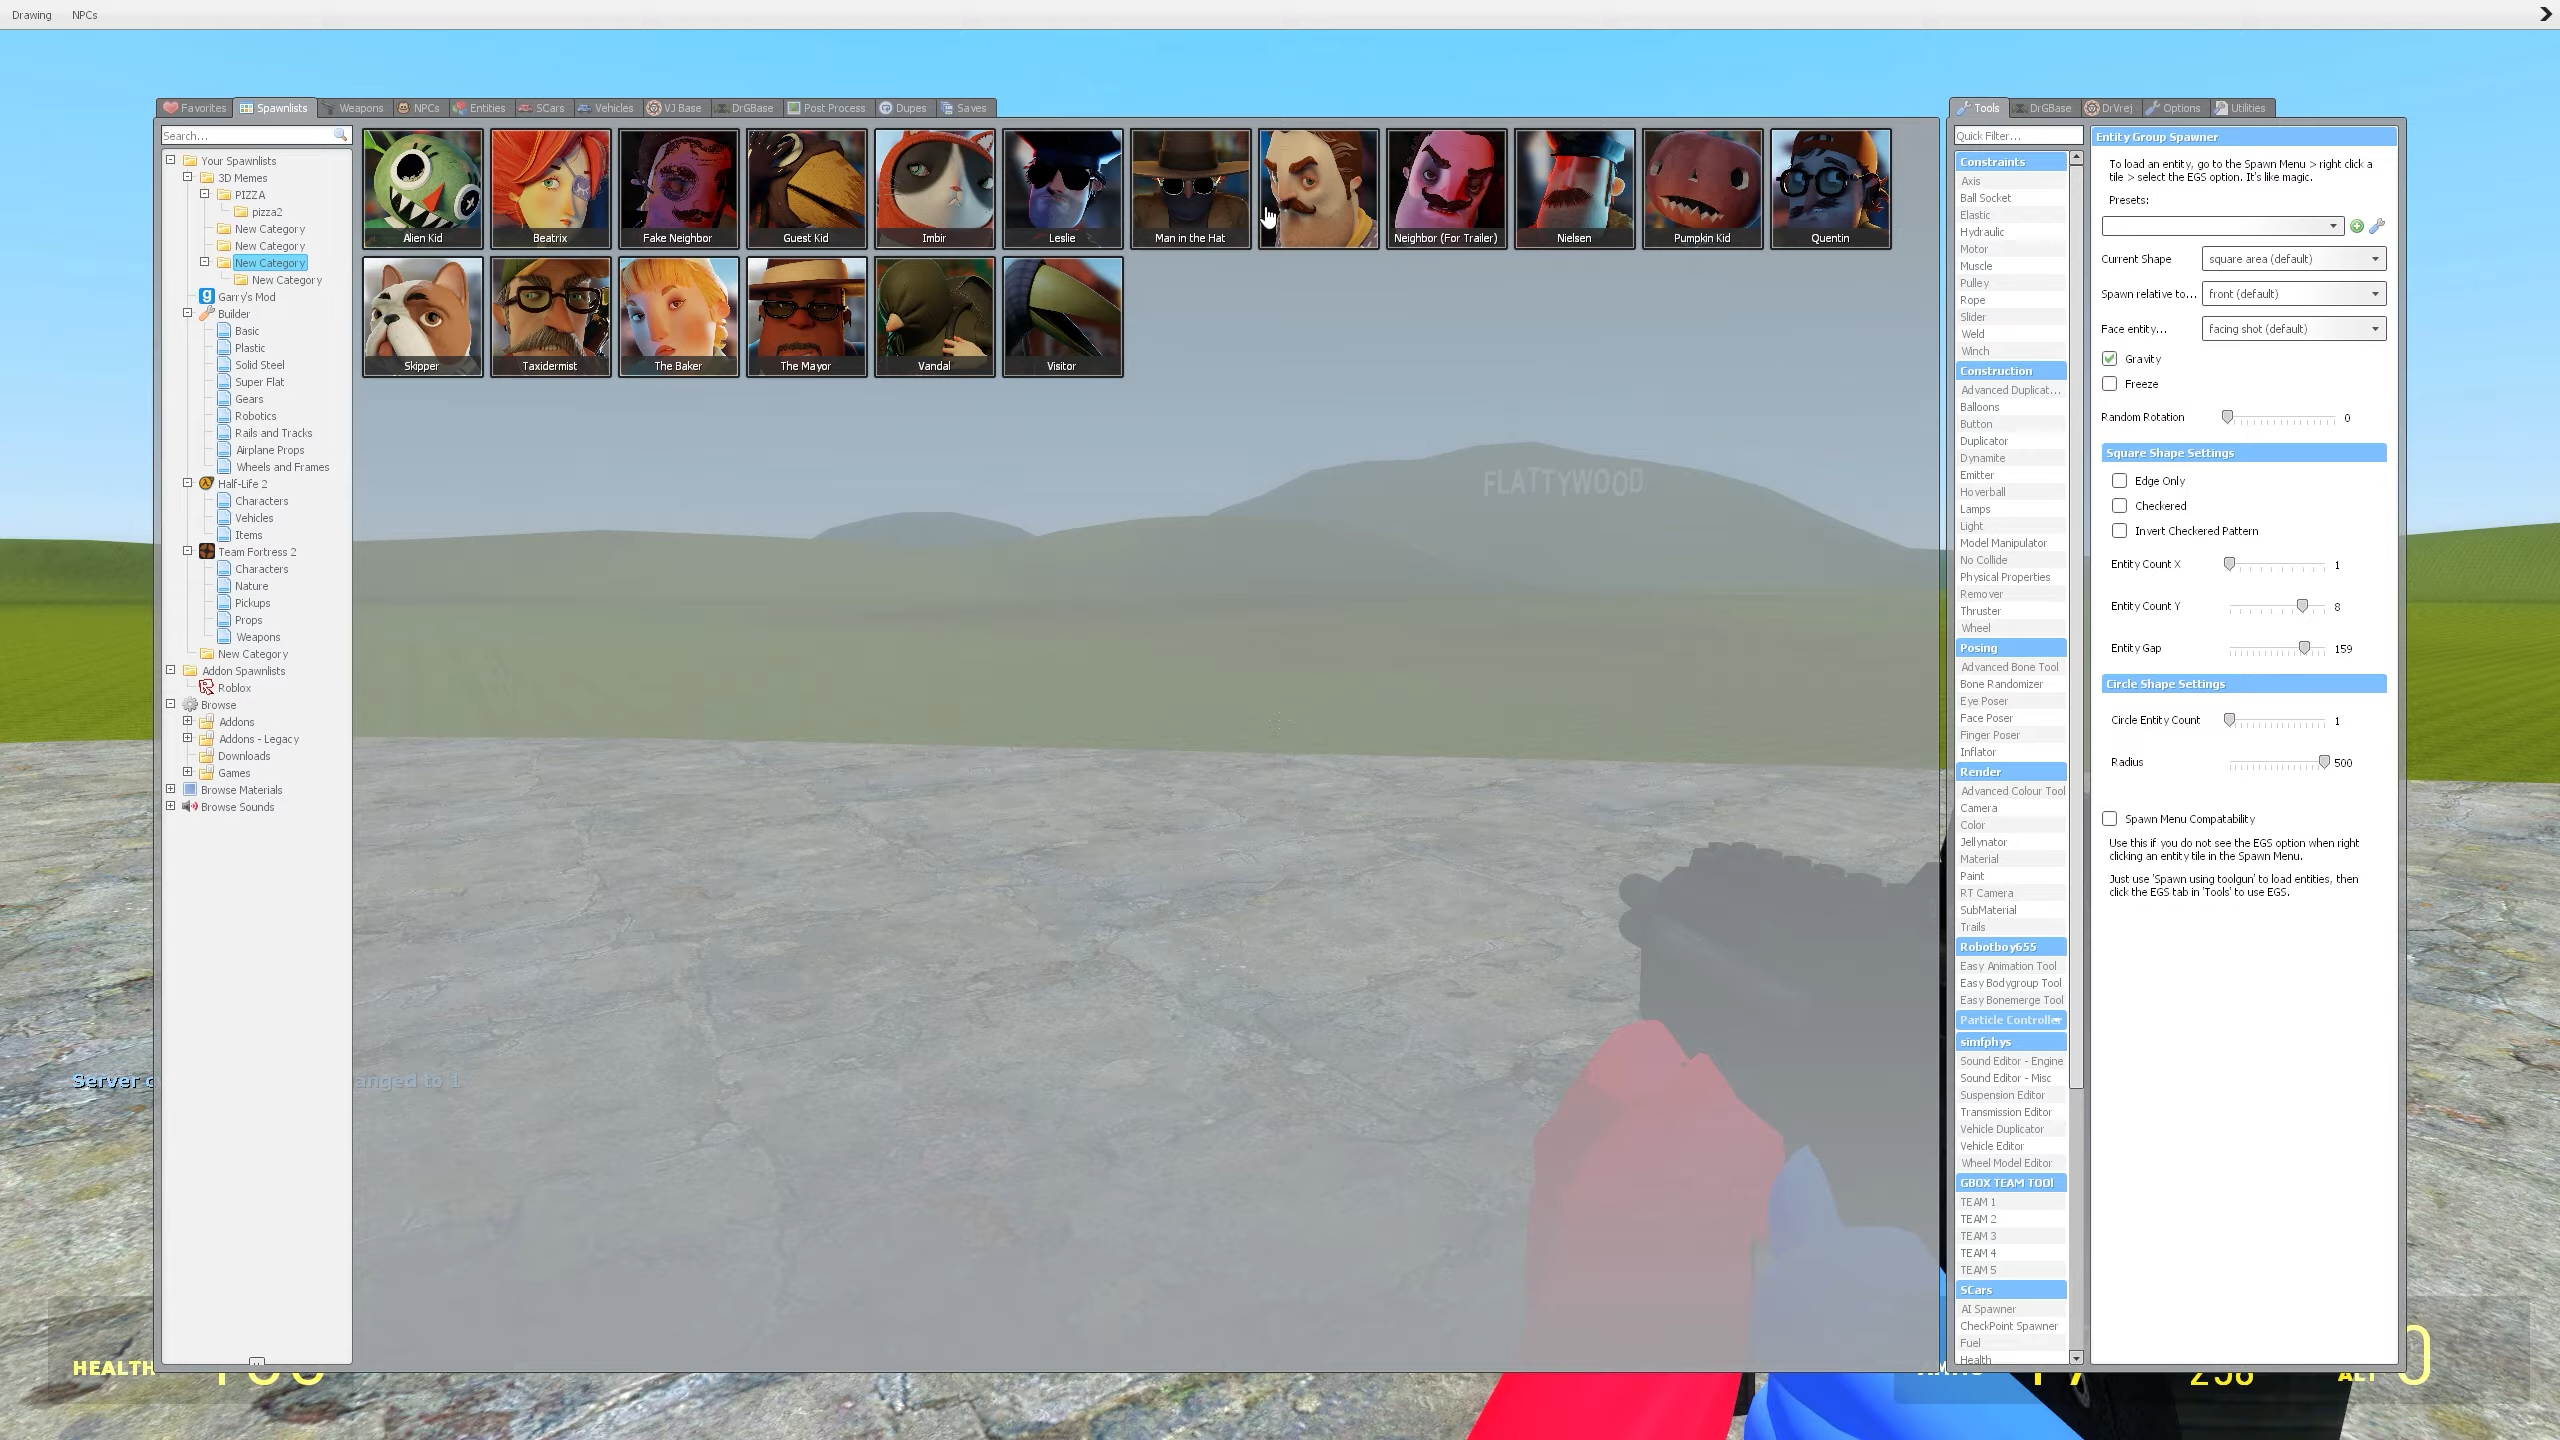 Drawing NPCs
Favorites Spawnlists Weapons NPCs Entities SCars Vehicles VJ Base DrGBase Post Process Dupes Saves
Search...
Your Spawnlists
3D Memes
PIZZA
pizza2
New Category
New Category
New Category
New Category
Garry's Mod
Builder
Basic
Plastic
Solid Steel
Super Flat
Gears
Robotics
Rails and Tracks
Airplane Props
Wheels and Frames
Half-Life 2
Characters
Vehicles
Items
Team Fortress 2
Characters
Nature
Pickups
Props
Weapons
New Category
Addon Spawnlists
Roblox
Browse
Addons
Addons - Legacy
Downloads
Games
Browse Materials
Browse Sounds
Alien Kid Beatrix Fake Neighbor Guest Kid Imbir Leslie Man in the Hat Neighbor (For Trailer) Nielsen Pumpkin Kid Quentin
Skipper Taxidermist The Baker The Mayor Vandal Visitor
FLATTYWOOD
Server
anged to 1
HEALTH
Tools DrGBase DrVrej Options Utilities
Quick Filter...
Constraints
Axis
Ball Socket
Elastic
Hydraulic
Motor
Muscle
Pulley
Rope
Slider
Weld
Winch
Construction
Advanced Duplicat...
Balloons
Button
Duplicator
Dynamite
Emitter
Hoverball
Lamps
Light
Model Manipulator
No Collide
Physical Properties
Remover
Thruster
Wheel
Posing
Advanced Bone Tool
Bone Randomizer
Eye Poser
Face Poser
Finger Poser
Inflator
Render
Advanced Colour Tool
Camera
Color
Jellynator
Material
Paint
RT Camera
SubMaterial
Trails
Robotboy655
Easy Animation Tool
Easy Bodygroup Tool
Easy Bonemerge Tool
Particle Controller
simfphys
Sound Editor - Engine
Sound Editor - Misc
Suspension Editor
Transmission Editor
Vehicle Duplicator
Vehicle Editor
Wheel Model Editor
GBOX TEAM TOOl
TEAM 1
TEAM 2
TEAM 3
TEAM 4
TEAM 5
SCars
AI Spawner
CheckPoint Spawner
Fuel
Health
Entity Group Spawner
To load an entity, go to the Spawn Menu > right click a
tile > select the EGS option. It's like magic.
Presets:
Current Shape square area (default)
Spawn relative to... front (default)
Face entity... facing shot (default)
Gravity
Freeze
Random Rotation 0
Square Shape Settings
Edge Only
Checkered
Invert Checkered Pattern
Entity Count X 1
Entity Count Y 8
Entity Gap 159
Circle Shape Settings
Circle Entity Count 1
Radius 500
Spawn Menu Compatability
Use this if you do not see the EGS option when right
clicking an entity tile in the Spawn Menu.
Just use 'Spawn using toolgun' to load entities, then
click the EGS tab in 'Tools' to use EGS.